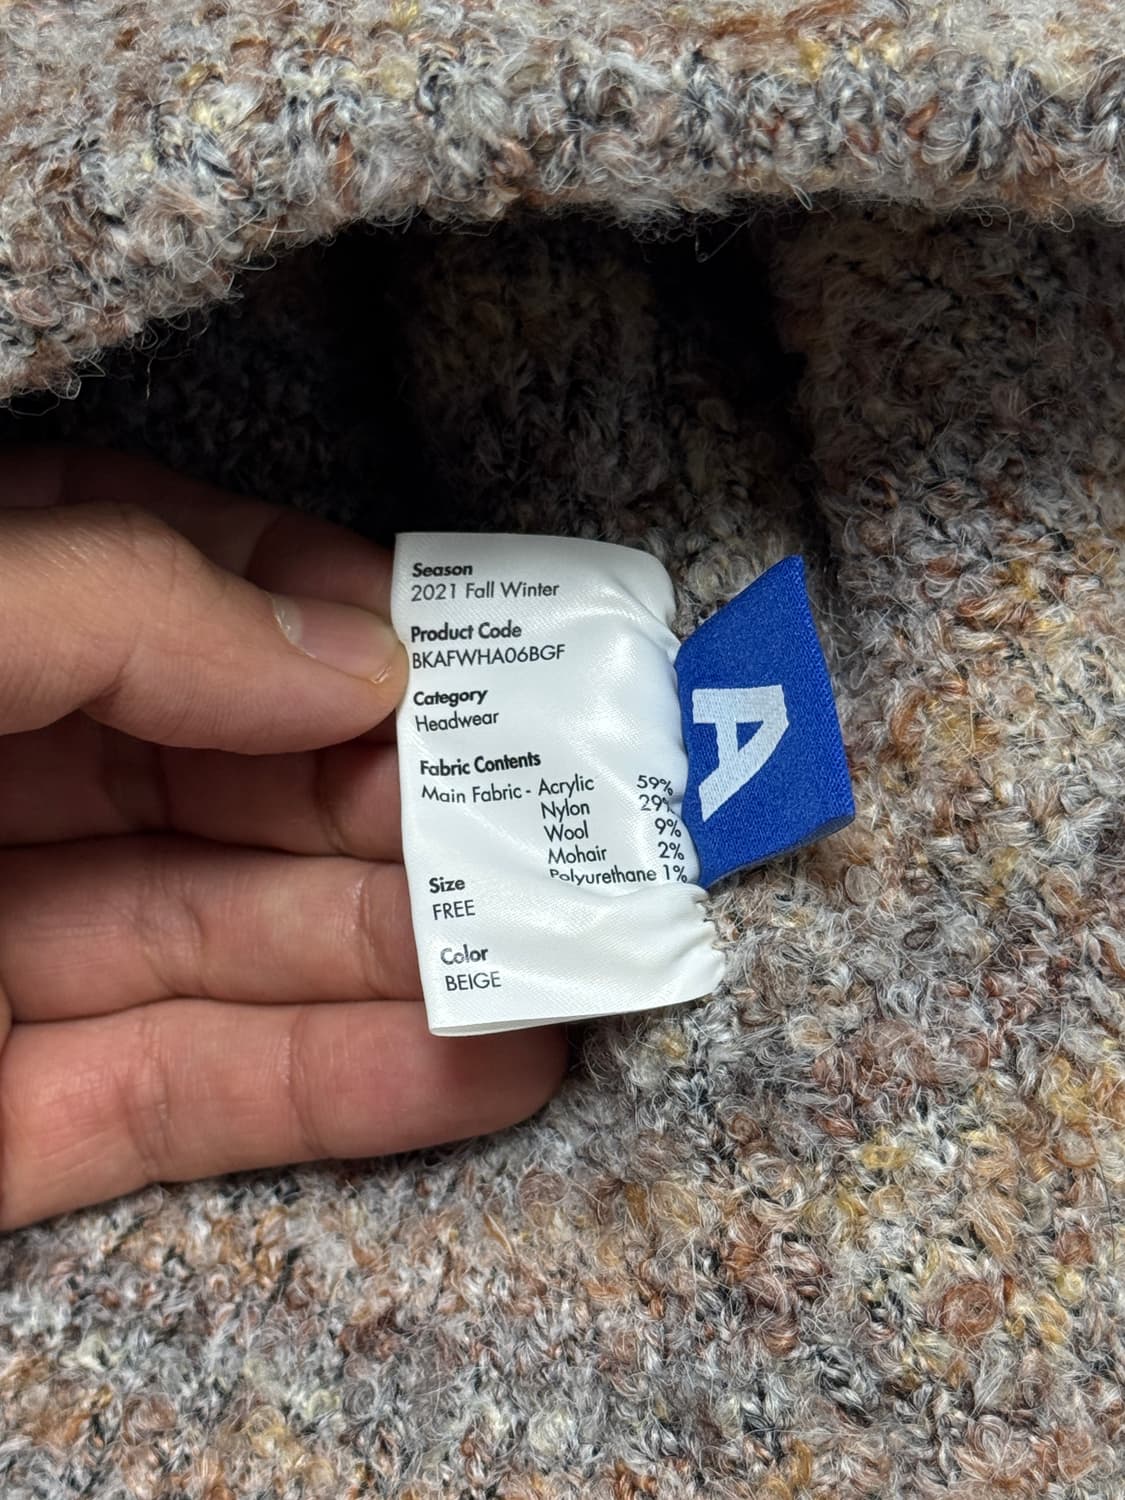 Season
2021 Fall Winter
Product Code
BKAFWHA06BGF
Category
Headwear
Fabric Contents
Main Fabric - Acrylic 59%
Nylon 29%
Wool 9%
Mohair 2%
Polyurethane 1%
Size
FREE
Color
BEIGE
A